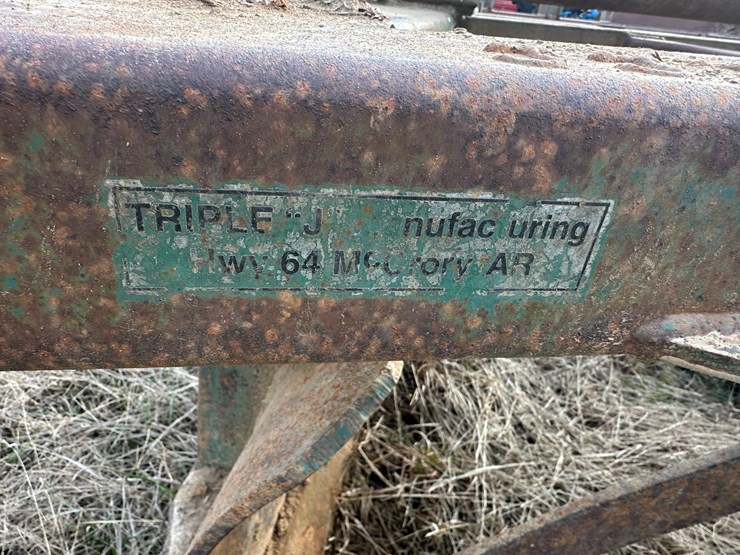 TRIPLE "J nufac uring
Hwy 64 McCrory AR